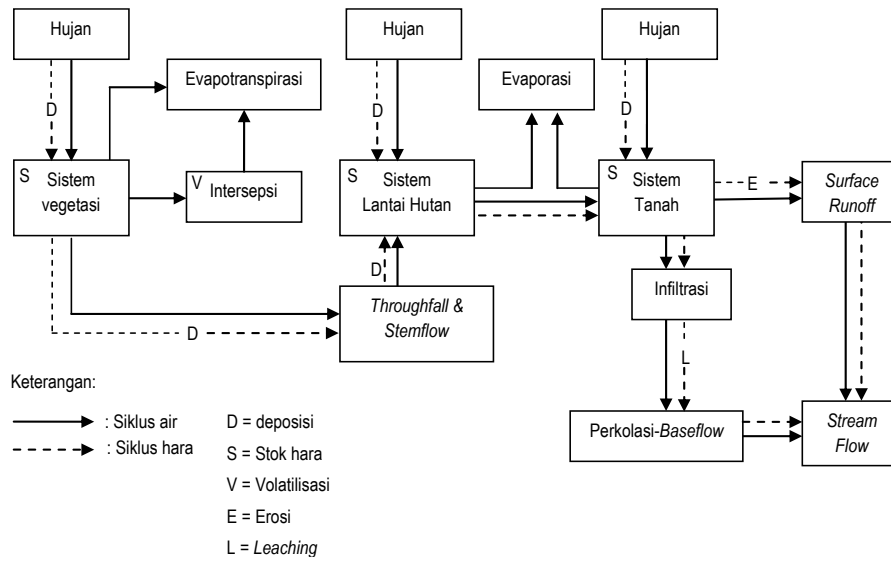 Hujan
Hujan
Hujan
Evapotranspirasi
Evaporasi
D
D
D
S
Sistem
vegetasi
V
Intersepsi
S
Sistem
Lantai Hutan
S
Sistem
Tanah
E
Surface
Runoff
D
Infiltrasi
Throughfall &
Stemflow
D
L
Keterangan:
: Siklus air
: Siklus hara
D = deposisi
S = Stok hara
V = Volatilisasi
E = Erosi
L = Leaching
Perkolasi-Baseflow
Stream
Flow